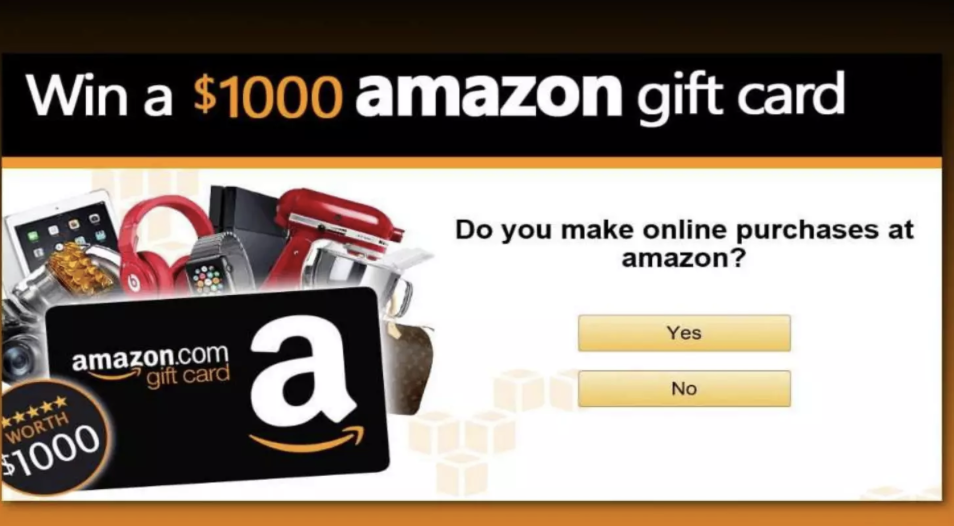 Win a $1000 amazon gift card
Do you make online purchases at
amazon?
Yes
No
amazon.com
gift card
a
WORTH
$1000